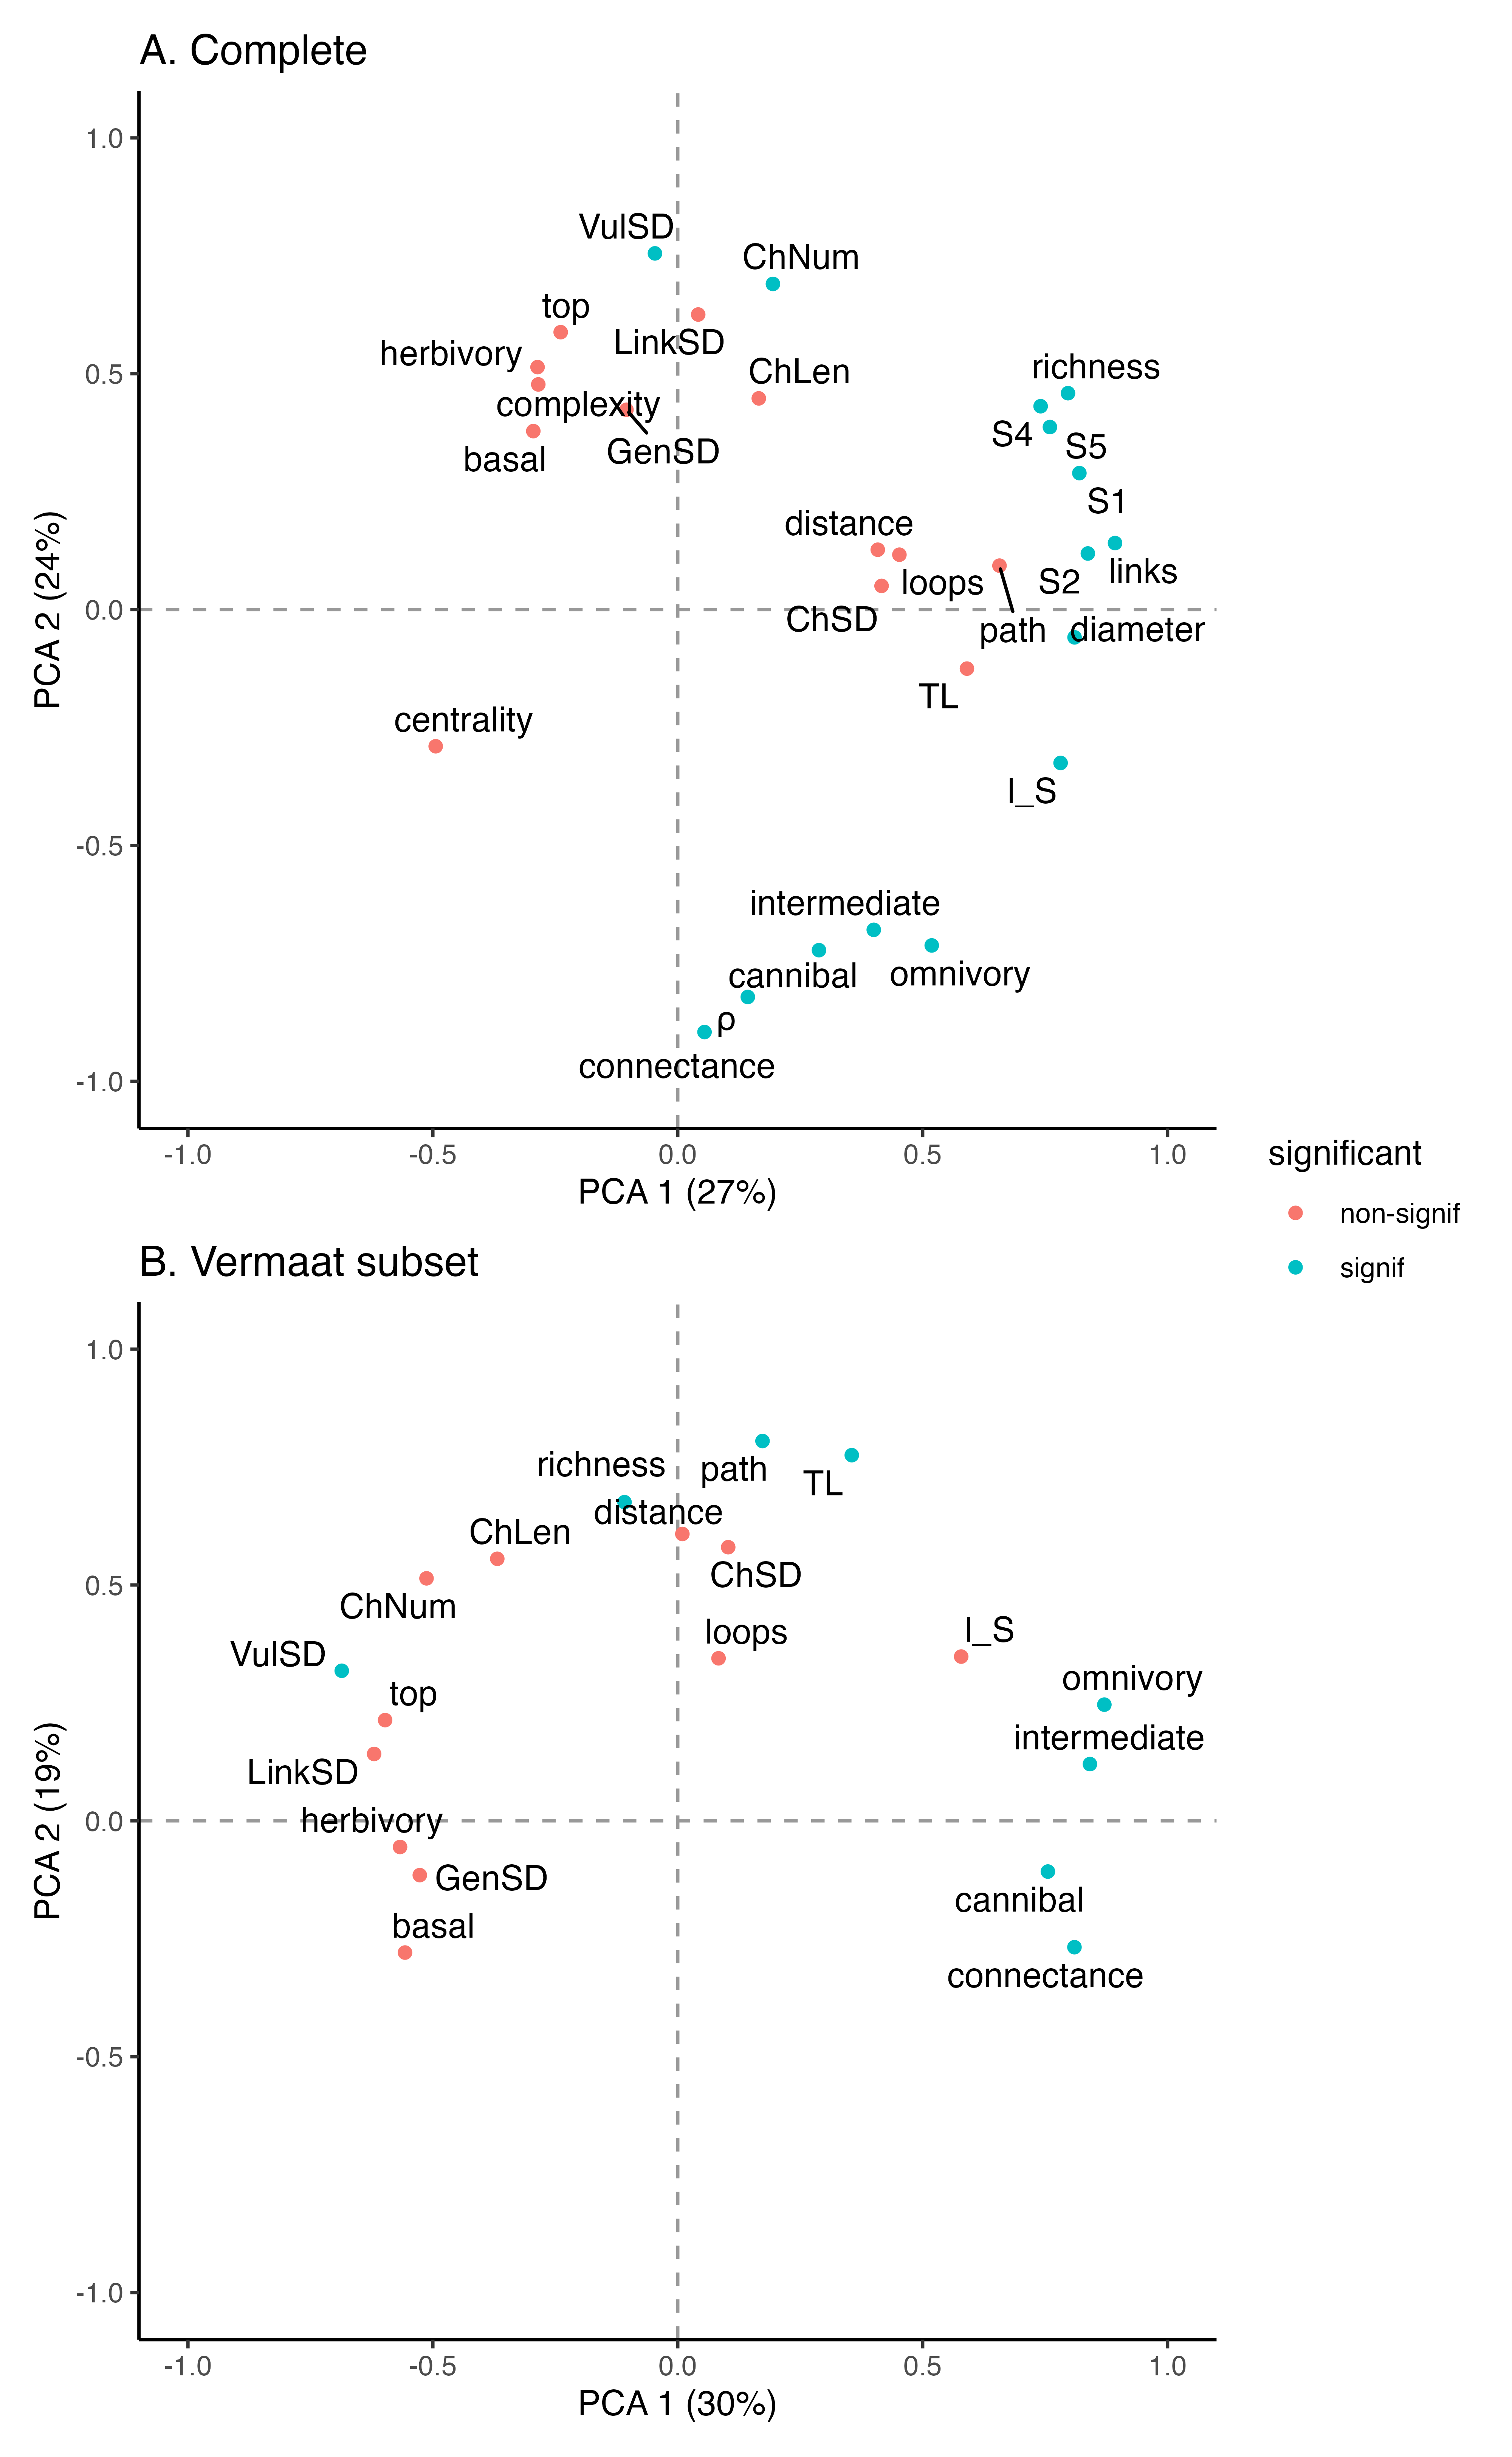 A. Complete
1.0
VulSD
ChNum
top
LinkSD
herbivory
0.5
ChLen
richness
complexity
S4
GenSD
S5
basal
S1
distance
loops
S2
links
PCA 2 (24%)
0.0
ChSD
path
diameter
TL
centrality
I_S
-0.5
intermediate
cannibal
omnivory
ρ
connectance
-1.0
-1.0
-0.5
0.0
0.5
1.0
PCA 1 (27%)
significant
non-signif
signif
B. Vermaat subset
1.0
richness
path
TL
distance
ChLen
0.5
ChSD
ChNum
loops
I_S
VulSD
omnivory
top
intermediate
LinkSD
PCA 2 (19%)
0.0
herbivory
GenSD
cannibal
basal
connectance
-0.5
-1.0
-1.0
-0.5
0.0
0.5
1.0
PCA 1 (30%)